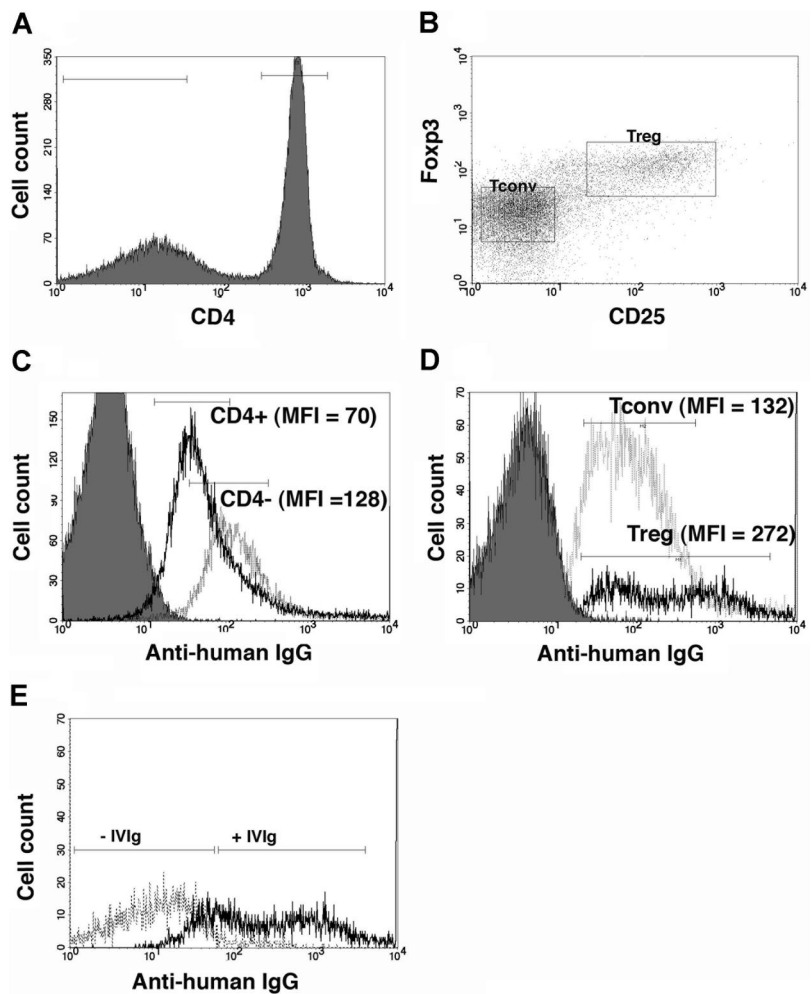 A
Cell count
350
280
210
140
70
0
10⁰ 10¹ 10² 10³ 10⁴
CD4
B
Foxp3
10⁴
10³
10²
10¹
10⁰
Treg
Tconv
10⁰ 10¹ 10² 10³ 10⁴
CD25
C
Cell count
150
120
90
60
30
0
CD4+ (MFI = 70)
CD4- (MFI =128)
10⁰ 10¹ 10² 10³ 10⁴
Anti-human IgG
D
Cell count
70
60
50
40
30
20
10
0
Tconv (MFI = 132)
Treg (MFI = 272)
10⁰ 10¹ 10² 10³ 10⁴
Anti-human IgG
E
Cell count
70
60
50
40
30
20
10
0
- IVIg + IVIg
10⁰ 10¹ 10² 10³ 10⁴
Anti-human IgG